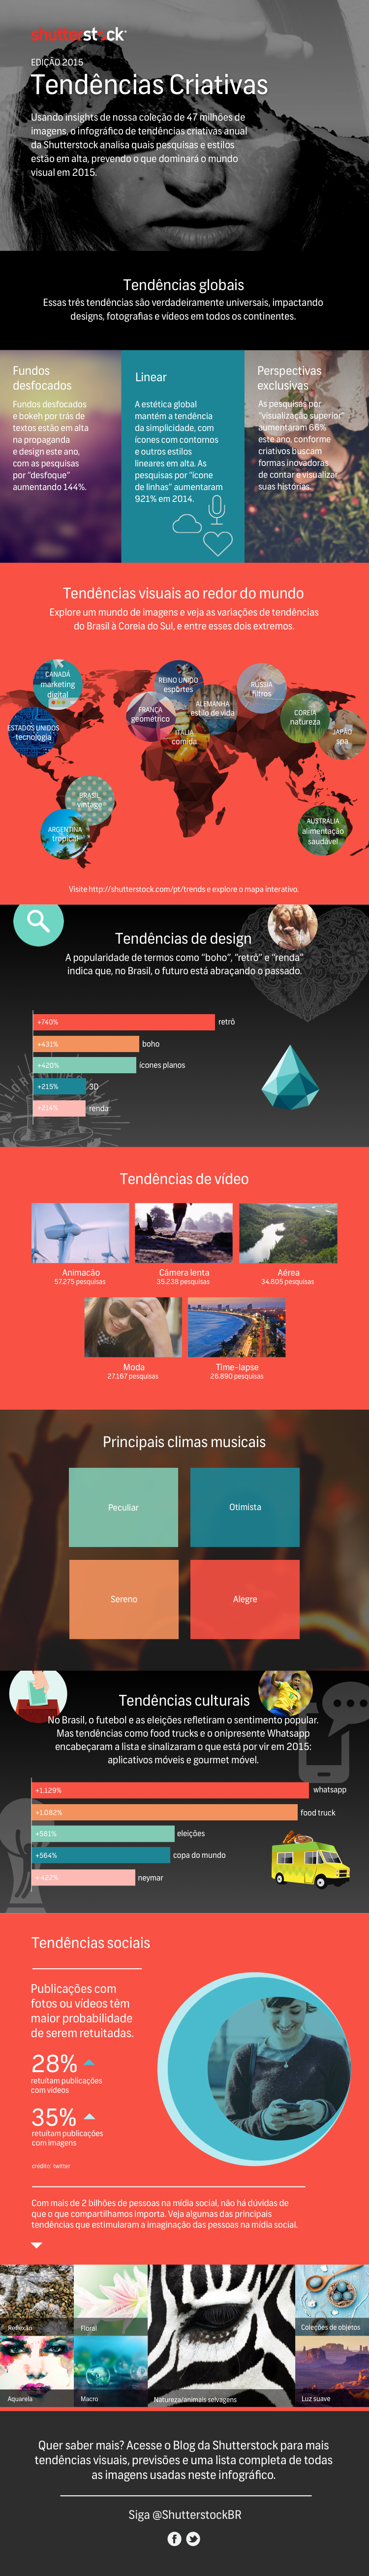 shutterstock
EDIÇÃO 2015
Tendências Criativas
Usando insights de nossa coleção de 47 milhões de
imagens, o infográfico de tendências criativas anual
da Shutterstock analisa quais pesquisas e estilos
estão em alta, prevendo o que dominará o mundo
visual em 2015.
Tendências globais
Essas três tendências são verdadeiramente universais, impactando
designs, fotografias e vídeos em todos os continentes.
Fundos
desfocados
Fundos desfocados
e bokeh por trás de
textos estão em alta
na propaganda
e design este ano,
com as pesquisas
por "desfoque"
aumentando 144%.
Linear
A estética global
mantém a tendência
da simplicidade, com
ícones com contornos
e outros estilos
lineares em alta. As
pesquisas por "ícone
de linhas" aumentaram
921% em 2014.
Perspectivas
exclusivas
As pesquisas por
"visualização superior"
aumentaram 66%
este ano, conforme
criativos buscam
formas inovadoras
de contar e visualizar
suas histórias.
Tendências visuais ao redor do mundo
Explore um mundo de imagens e veja as variações de tendências
do Brasil à Coreia do Sul, e entre esses dois extremos.
CANADÁ
marketing
digital
ESTADOS UNIDOS
tecnologia
REINO UNIDO
esportes
FRANÇA
geométrico
ALEMANHA
estilo de vida
ITÁLIA
comida
RÚSSIA
filtros
COREIA
natureza
JAPÃO
spa
BRASIL
vintage
ARGENTINA
tropical
AUSTRÁLIA
alimentação
saudável
Visite http://shutterstock.com/pt/trends e explore o mapa interativo.
Tendências de design
A popularidade de termos como "boho", "retrô" e "renda"
indica que, no Brasil, o futuro está abraçando o passado.
+740% retrô
+431% boho
+420% ícones planos
+215% 3D
+214% renda
Tendências de vídeo
Animacão
57.275 pesquisas
Câmera lenta
35.238 pesquisas
Aérea
34.805 pesquisas
Moda
27.167 pesquisas
Time-lapse
26.890 pesquisas
Principais climas musicais
Peculiar
Otimista
Sereno
Alegre
Tendências culturais
No Brasil, o futebol e as eleições refletiram o sentimento popular.
Mas tendências como food trucks e o onipresente Whatsapp
encabeçaram a lista e sinalizaram o que está por vir em 2015:
aplicativos móveis e gourmet móvel.
+1.129% whatsapp
+1.082% food truck
+581% eleições
+564% copa do mundo
+422% neymar
Tendências sociais
Publicações com
fotos ou vídeos têm
maior probabilidade
de serem retuitadas.
28%
retuitam publicações
com vídeos
35%
retuitam publicações
com imagens
crédito: twitter
Com mais de 2 bilhões de pessoas na mídia social, não há dúvidas de
que o que compartilhamos importa. Veja algumas das principais
tendências que estimularam a imaginação das pessoas na mídia social.
Reflexão
Floral
Coleções de objetos
Aquarela
Macro
Natureza/animais selvagens
Luz suave
Quer saber mais? Acesse o Blog da Shutterstock para mais
tendências visuais, previsões e uma lista completa de todas
as imagens usadas neste infográfico.
Siga @ShutterstockBR